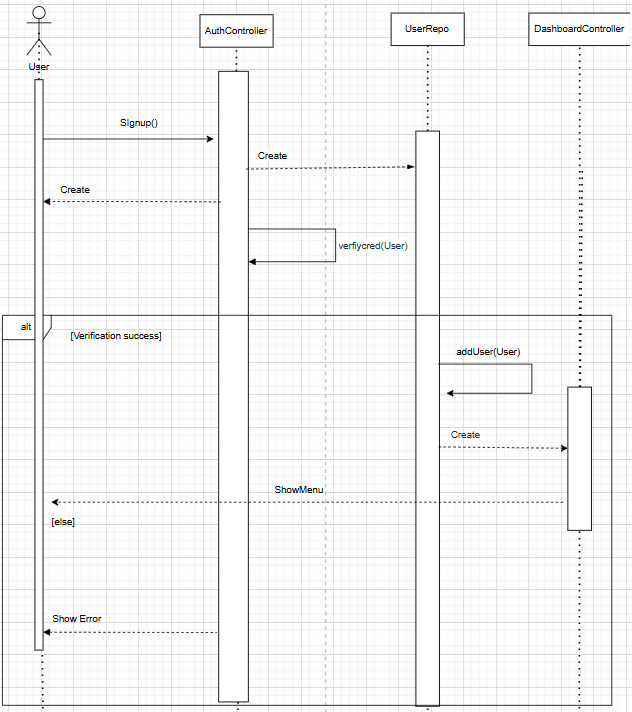 AuthController
UserRepo
DashboardController
User
SIgnup()
Create
Create
verfiycred(User)
alt
[Verification success]
addUser(User)
Create
ShowMenu
[else]
Show Error